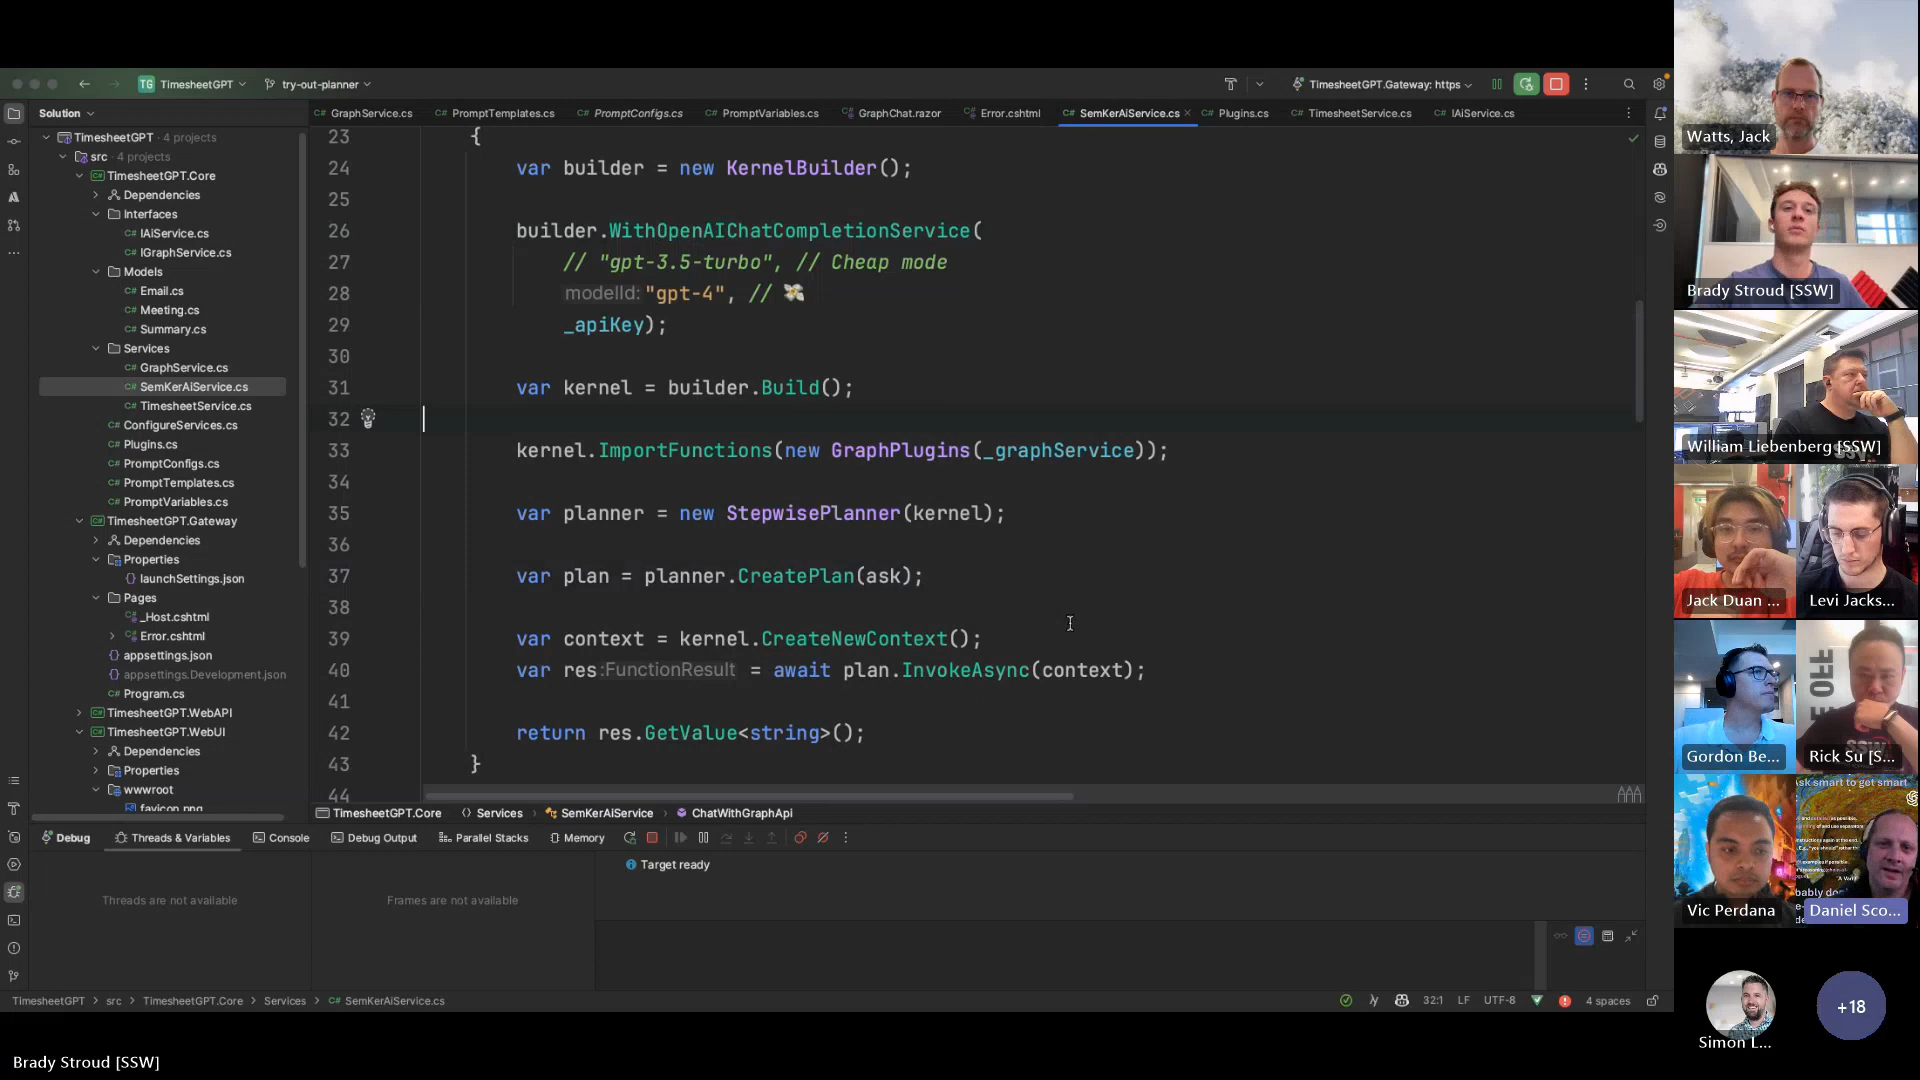 TG TimesheetGPT
try-out-planner
TimesheetGPT.Gateway: https
Solution
GraphService.cs
PromptTemplates.cs
PromptConfigs.cs
PromptVariables.cs
GraphChat.razor
Error.cshtml
SemKerAiService.cs
Plugins.cs
TimesheetService.cs
IAiService.cs
TimesheetGPT · 4 projects
src · 4 projects
TimesheetGPT.Core
Dependencies
Interfaces
IAiService.cs
IGraphService.cs
Models
Email.cs
Meeting.cs
Summary.cs
Services
GraphService.cs
SemKerAiService.cs
TimesheetService.cs
ConfigureServices.cs
Plugins.cs
PromptConfigs.cs
PromptTemplates.cs
PromptVariables.cs
TimesheetGPT.Gateway
Dependencies
Properties
launchSettings.json
Pages
_Host.cshtml
Error.cshtml
appsettings.json
appsettings.Development.json
Program.cs
TimesheetGPT.WebAPI
TimesheetGPT.WebUI
Dependencies
Properties
wwwroot
favicon.png
23 {
24 var builder = new KernelBuilder();
25
26 builder.WithOpenAIChatCompletionService(
27 // "gpt-3.5-turbo", // Cheap mode
28 modelId: "gpt-4", // 💸
29 _apiKey);
30
31 var kernel = builder.Build();
32
33 kernel.ImportFunctions(new GraphPlugins(_graphService));
34
35 var planner = new StepwisePlanner(kernel);
36
37 var plan = planner.CreatePlan(ask);
38
39 var context = kernel.CreateNewContext();
40 var res :FunctionResult = await plan.InvokeAsync(context);
41
42 return res.GetValue<string>();
43 }
44
TimesheetGPT.Core
Services
SemKerAiService
ChatWithGraphApi
Debug
Threads & Variables
Console
Debug Output
Parallel Stacks
Memory
Target ready
Threads are not available
Frames are not available
TimesheetGPT > src > TimesheetGPT.Core > Services > SemKerAiService.cs
32:1
LF
UTF-8
4 spaces
Brady Stroud [SSW]
Watts, Jack
Brady Stroud [SSW]
William Liebenberg [SSW]
Jack Duan ...
Levi Jacks...
Gordon Be...
Rick Su [S...
Ask smart to get smart
Vic Perdana
Daniel Sco...
Simon L...
+18